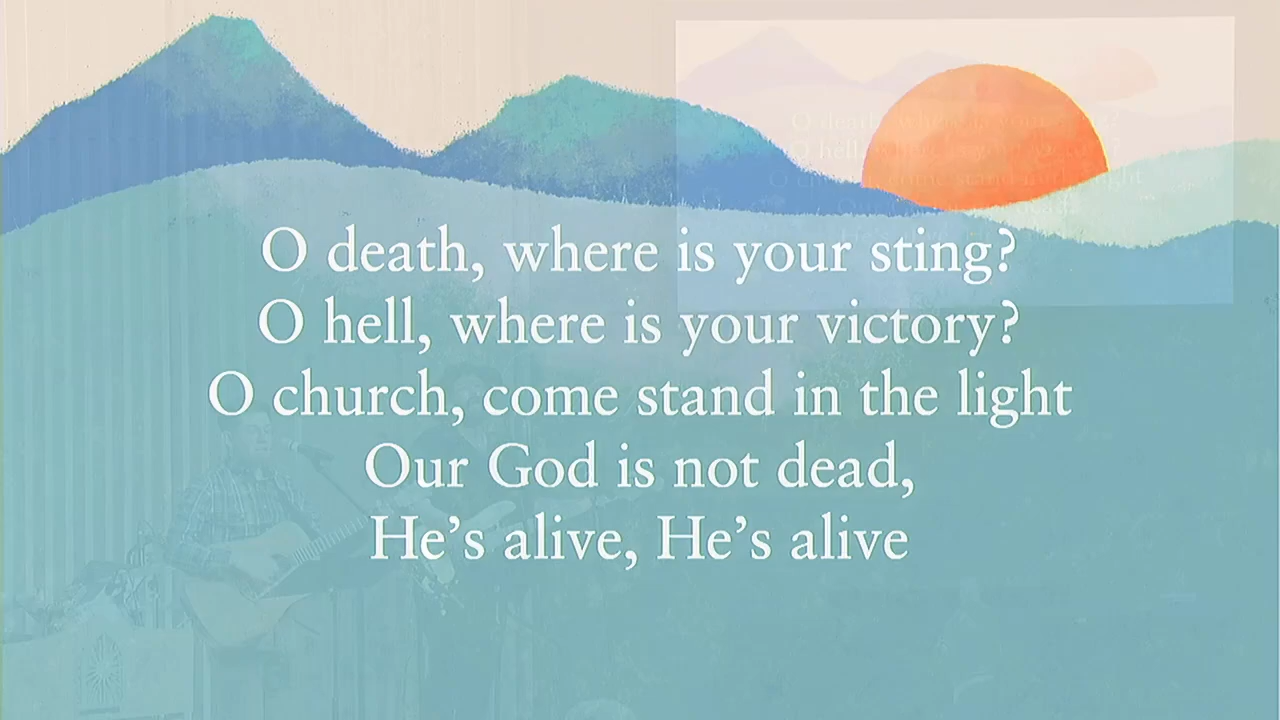 O death, where is your sting?
O hell, where is your victory?
O church, come stand in the light
Our God is not dead,
He's alive, He's alive